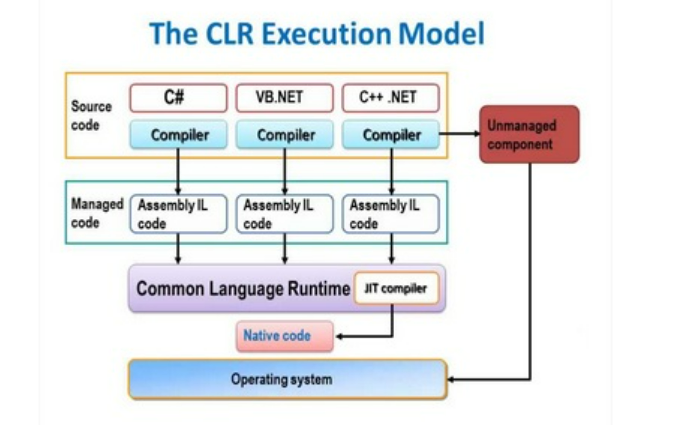 The CLR Execution Model
Source
code
C#
VB.NET
C++ .NET
Compiler
Compiler
Compiler
Unmanaged
component
Managed
code
Assembly IL
code
Assembly IL
code
Assembly IL
code
Common Language Runtime
JIT compiler
Native code
Operating system